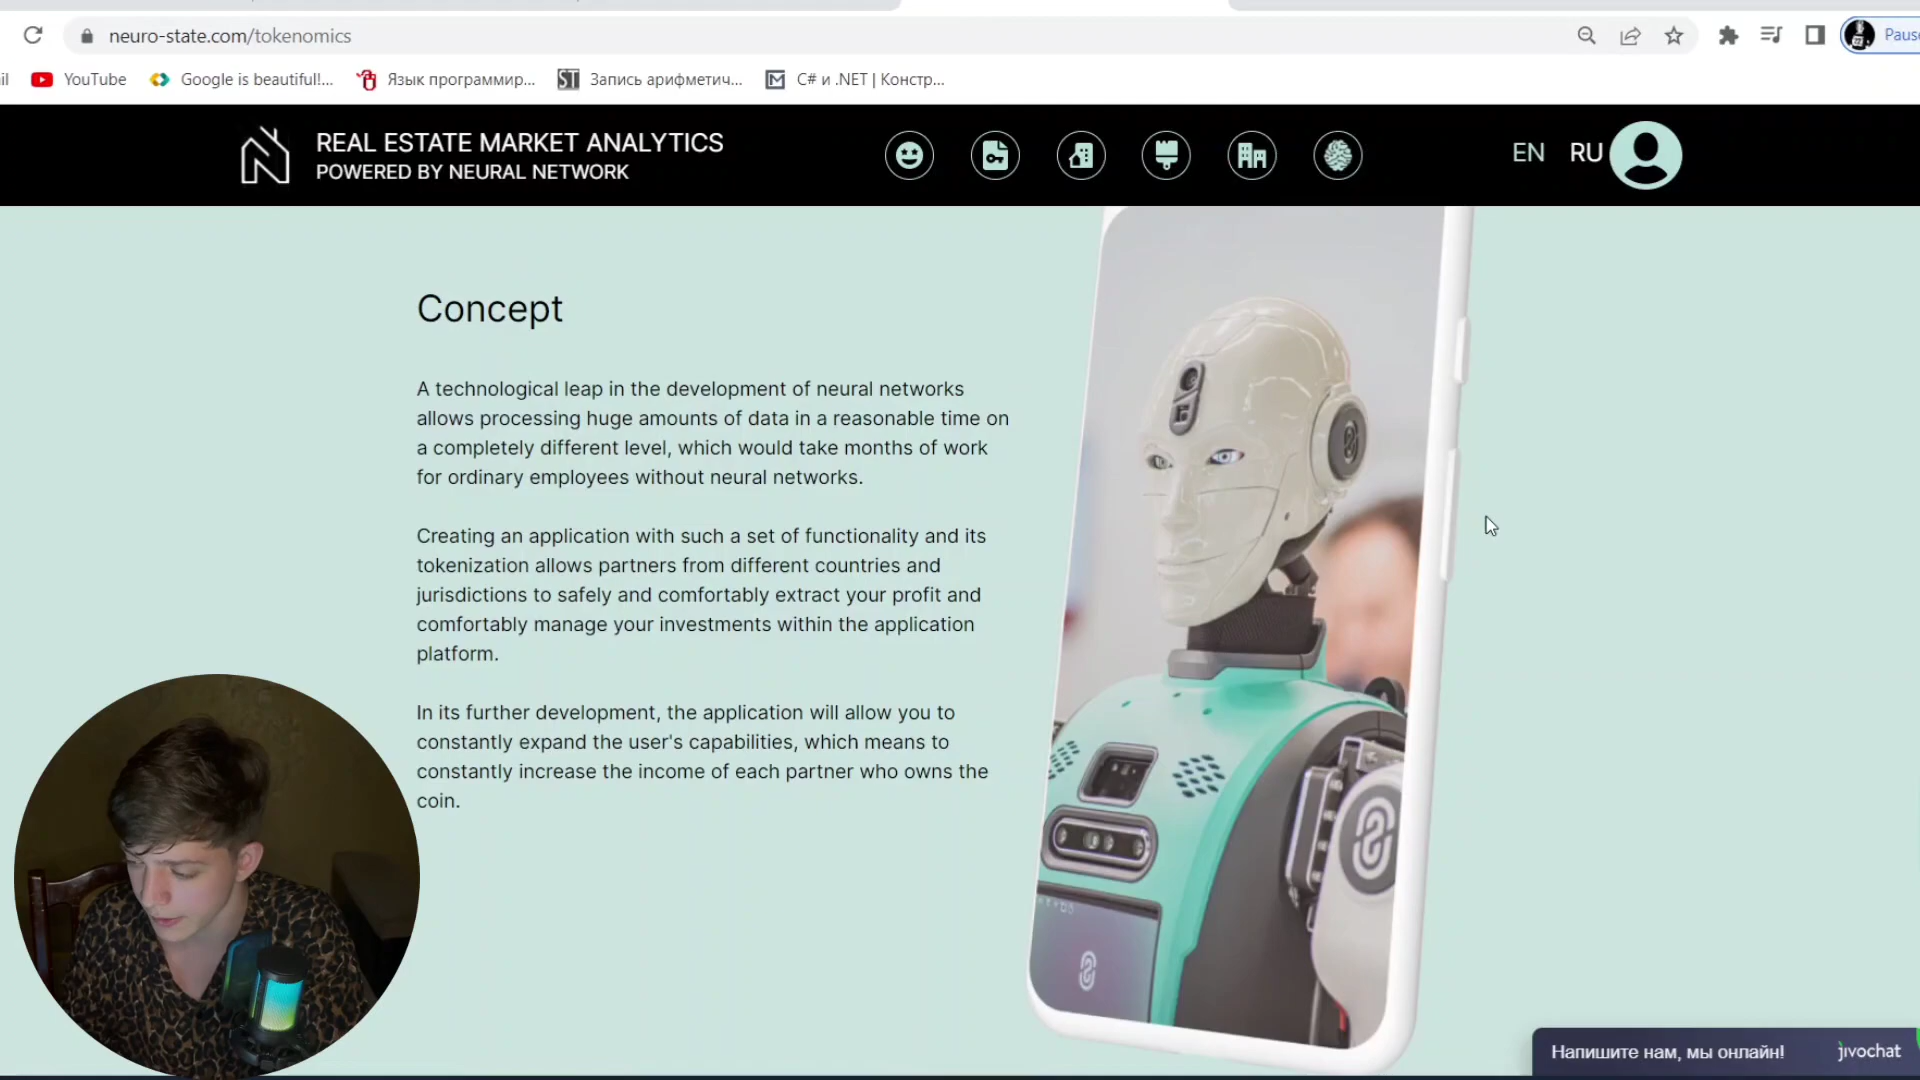 neuro-state.com/tokenomics
Paus
il
YouTube
Google is beautiful!...
Язык программир...
ST
Запись арифметич...
M
C# и .NET | Констр...
REAL ESTATE MARKET ANALYTICS
POWERED BY NEURAL NETWORK
EN RU
Concept
A technological leap in the development of neural networks
allows processing huge amounts of data in a reasonable time on
a completely different level, which would take months of work
for ordinary employees without neural networks.
Creating an application with such a set of functionality and its
tokenization allows partners from different countries and
jurisdictions to safely and comfortably extract your profit and
comfortably manage your investments within the application
platform.
In its further development, the application will allow you to
constantly expand the user's capabilities, which means to
constantly increase the income of each partner who owns the
coin.
Напишите нам, мы онлайн!
jivochat